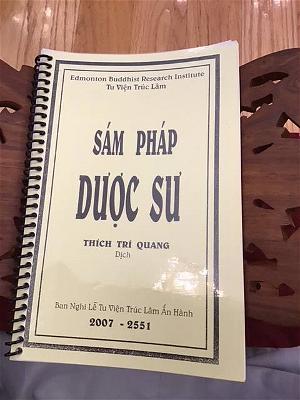 Edmonton Buddhist Research Institute
Tu Viện Trúc Lâm
SÁM PHÁP
DƯỢC SƯ
THÍCH TRÍ QUANG
Dịch
Ban Nghi Lễ Tu Viện Trúc Lâm Ấn Hành
2007 - 2551